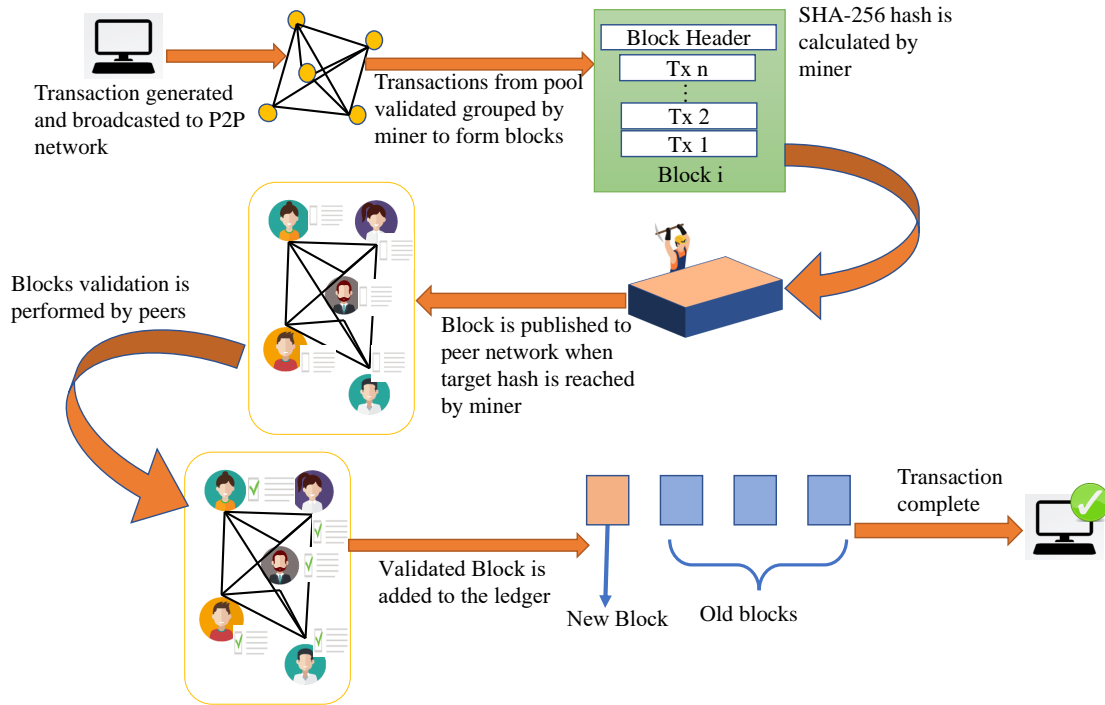 Transaction generated
and broadcasted to P2P
network
Transactions from pool
validated grouped by
miner to form blocks
Block Header
Tx n
⋮
Tx 2
Tx 1
Block i
SHA-256 hash is
calculated by
miner
Block is published to
peer network when
target hash is reached
by miner
Blocks validation is
performed by peers
Validated Block is
added to the ledger
New Block
Old blocks
Transaction
complete